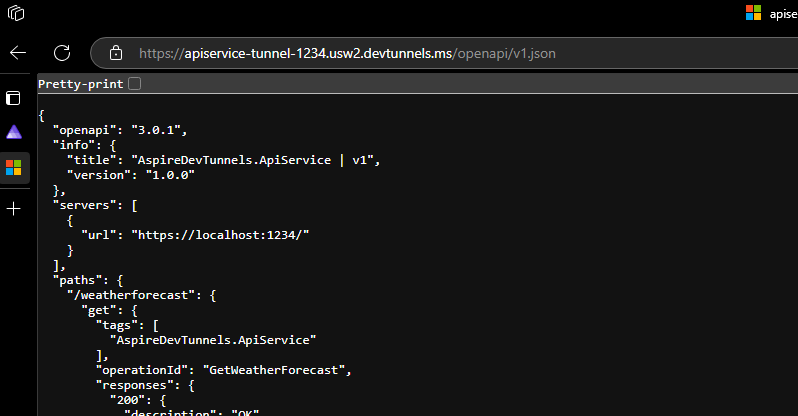 apise
https://apiservice-tunnel-1234.usw2.devtunnels.ms/openapi/v1.json
Pretty-print
{
  "openapi": "3.0.1",
  "info": {
    "title": "AspireDevTunnels.ApiService | v1",
    "version": "1.0.0"
  },
  "servers": [
    {
      "url": "https://localhost:1234/"
    }
  ],
  "paths": {
    "/weatherforecast": {
      "get": {
        "tags": [
          "AspireDevTunnels.ApiService"
        ],
        "operationId": "GetWeatherForecast",
        "responses": {
          "200": {
            "description": "OK"